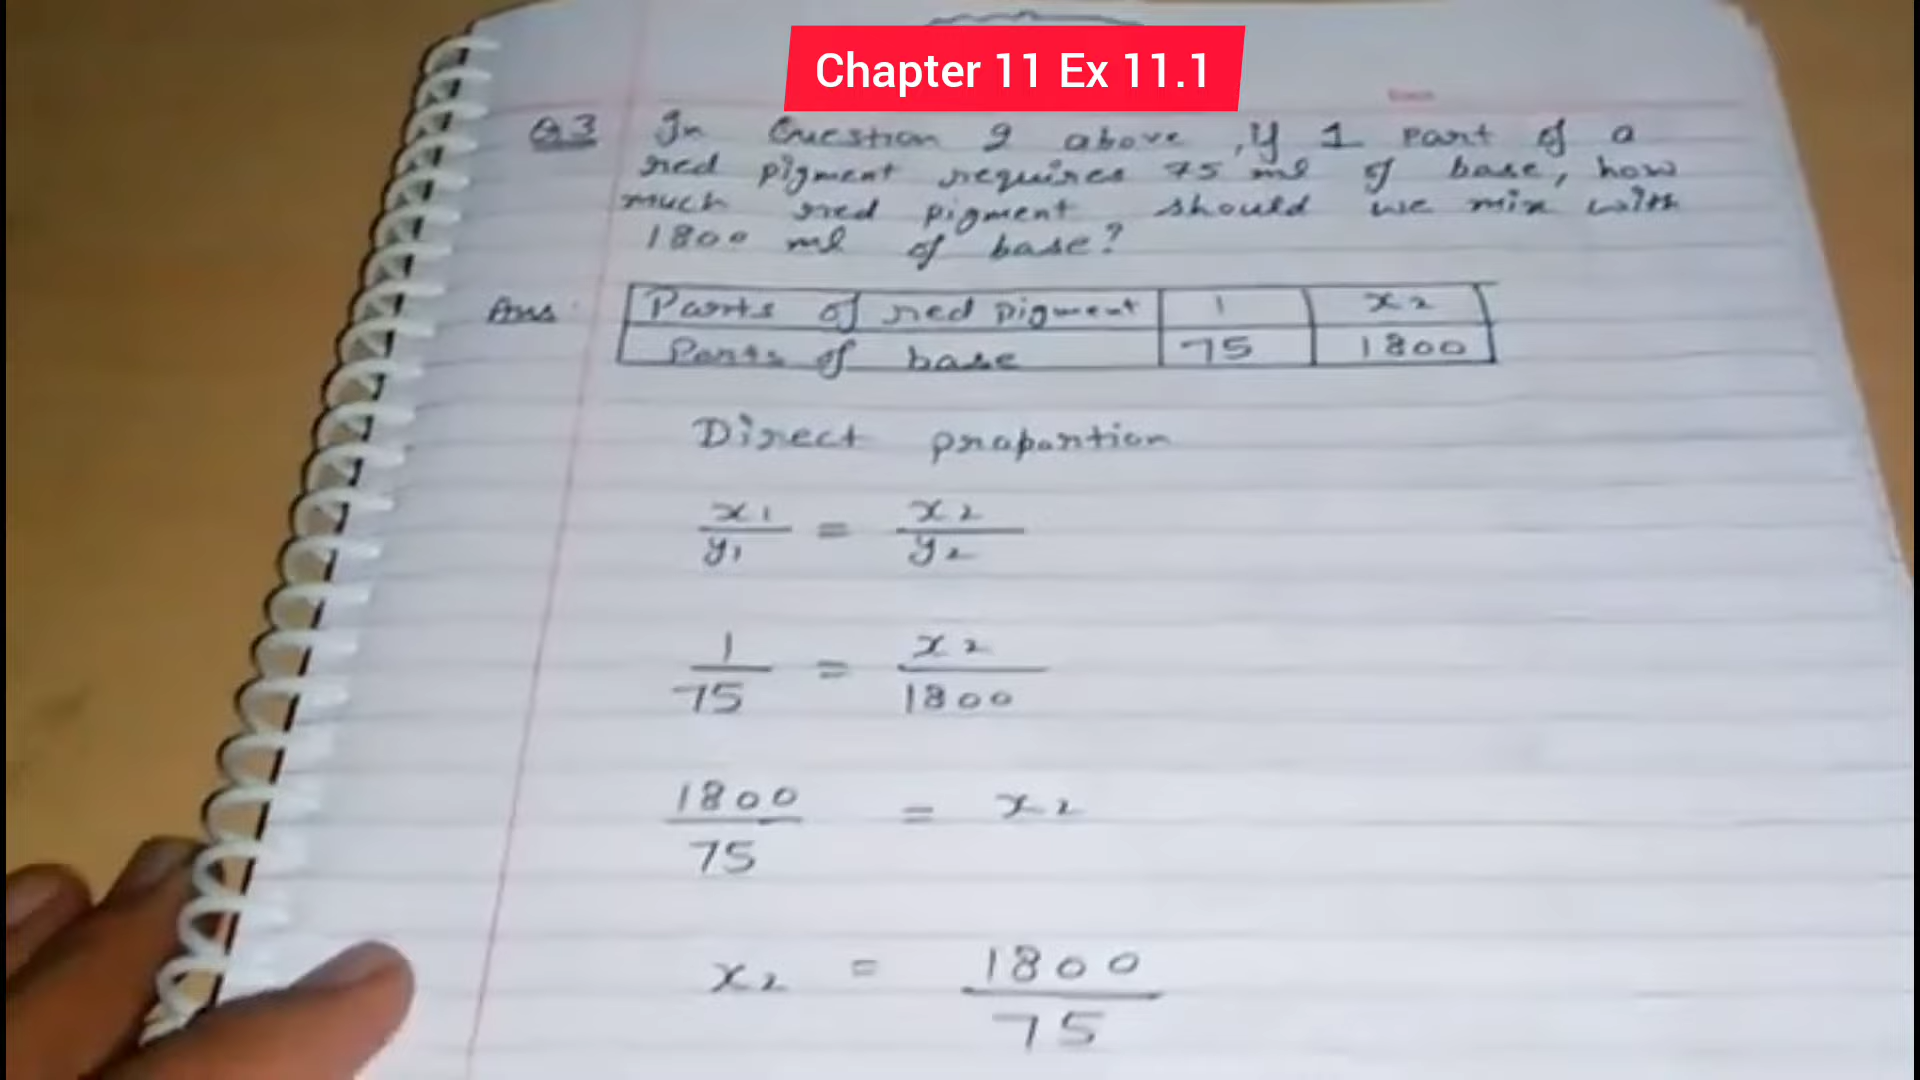 Chapter 11 Ex 11.1
Q3 In Question 2 above, if 1 part of a
red pigment requires 75 ml of base, how
much red pigment should we mix with
1800 ml of base?
Ans Parts of red pigment 1 x2
Parts of base 75 1800
Direct proportion
x1/y1 = x2/y2
1/75 = x2/1800
1800/75 = x2
x2 = 1800/75